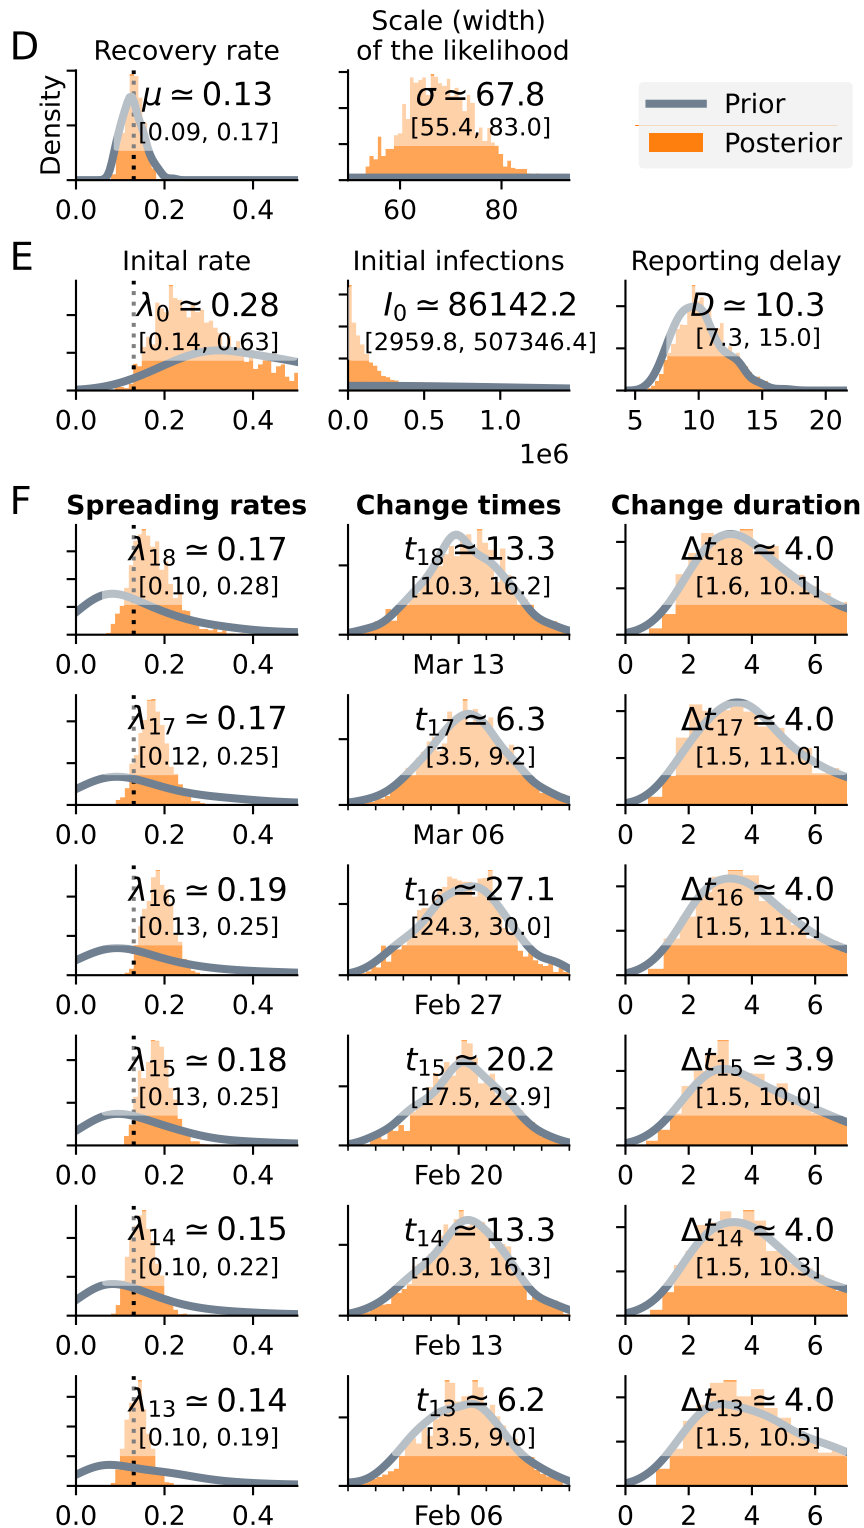 D
Recovery rate
Scale (width)
of the likelihood
Density
μ ≃ 0.13
[0.09, 0.17]
0.0 0.2 0.4
σ ≃ 67.8
[55.4, 83.0]
60 80
Prior
Posterior
E
Inital rate
λ0 ≃ 0.28
[0.14, 0.63]
0.0 0.2 0.4
Initial infections
I0 ≃ 86142.2
[2959.8, 507346.4]
0.0 0.5 1.0
1e6
Reporting delay
D ≃ 10.3
[7.3, 15.0]
5 10 15 20
F
Spreading rates
Change times
Change duration
λ18 ≃ 0.17
[0.10, 0.28]
0.0 0.2 0.4
t18 ≃ 13.3
[10.3, 16.2]
Mar 13
Δt18 ≃ 4.0
[1.6, 10.1]
0 2 4 6
λ17 ≃ 0.17
[0.12, 0.25]
0.0 0.2 0.4
t17 ≃ 6.3
[3.5, 9.2]
Mar 06
Δt17 ≃ 4.0
[1.5, 11.0]
0 2 4 6
λ16 ≃ 0.19
[0.13, 0.25]
0.0 0.2 0.4
t16 ≃ 27.1
[24.3, 30.0]
Feb 27
Δt16 ≃ 4.0
[1.5, 11.2]
0 2 4 6
λ15 ≃ 0.18
[0.13, 0.25]
0.0 0.2 0.4
t15 ≃ 20.2
[17.5, 22.9]
Feb 20
Δt15 ≃ 3.9
[1.5, 10.0]
0 2 4 6
λ14 ≃ 0.15
[0.10, 0.22]
0.0 0.2 0.4
t14 ≃ 13.3
[10.3, 16.3]
Feb 13
Δt14 ≃ 4.0
[1.5, 10.3]
0 2 4 6
λ13 ≃ 0.14
[0.10, 0.19]
0.0 0.2 0.4
t13 ≃ 6.2
[3.5, 9.0]
Feb 06
Δt13 ≃ 4.0
[1.5, 10.5]
0 2 4 6